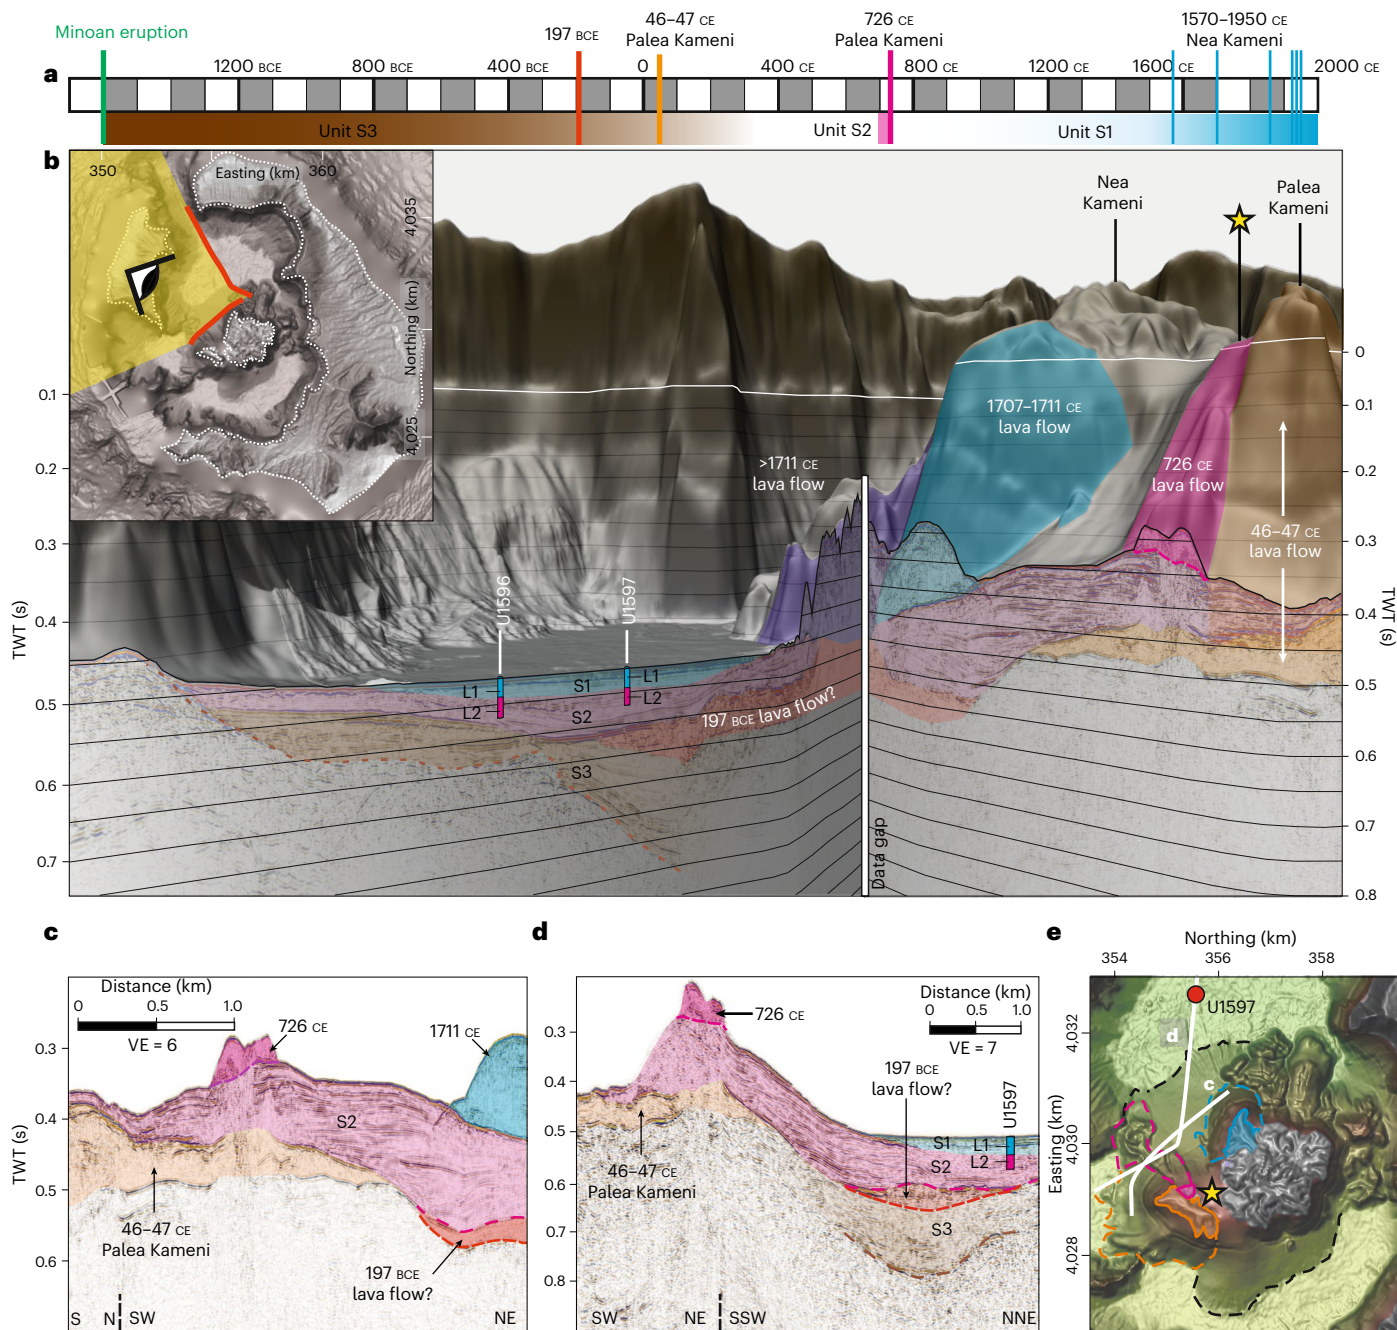 Minoan eruption
197 BCE
46–47 CE
Palea Kameni
726 CE
Palea Kameni
1570–1950 CE
Nea Kameni
a
1200 BCE
800 BCE
400 BCE
0
400 CE
800 CE
1200 CE
1600 CE
2000 CE
Unit S3
Unit S2
Unit S1
b
350
Easting (km)
360
4,035
Northing (km)
4,025
Nea
Kameni
Palea
Kameni
0
0.1
0.2
0.3
0.4
0.5
0.6
0.7
TWT (s)
0.1
0.2
0.3
0.4
0.5
0.6
0.7
0.8
TWT (s)
1707–1711 CE
lava flow
>1711 CE
lava flow
726 CE
lava flow
46–47 CE
lava flow
U1596
U1597
L1
L2
S1
L1
L2
S2
197 BCE lava flow?
S3
Data gap
c
Distance (km)
0
0.5
1.0
VE = 6
726 CE
1711 CE
0.3
0.4
0.5
0.6
TWT (s)
S2
46–47 CE
Palea Kameni
197 BCE
lava flow?
S
N
SW
NE
d
Distance (km)
0
0.5
1.0
VE = 7
726 CE
0.3
0.4
0.5
0.6
0.7
0.8
197 BCE
lava flow?
U1597
S1
L1
S2
L2
46–47 CE
Palea Kameni
S3
SW
NE
SSW
NNE
e
Northing (km)
354
356
358
U1597
4,032
d
c
4,030
Easting (km)
4,028